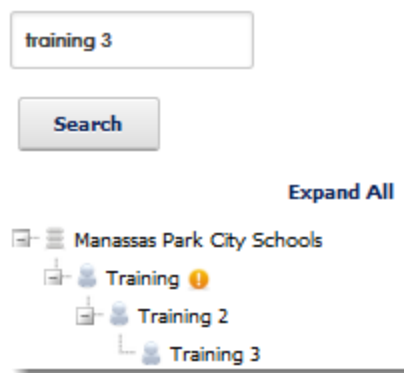 training 3
Search
Expand All
Manassas Park City Schools
Training
Training 2
Training 3